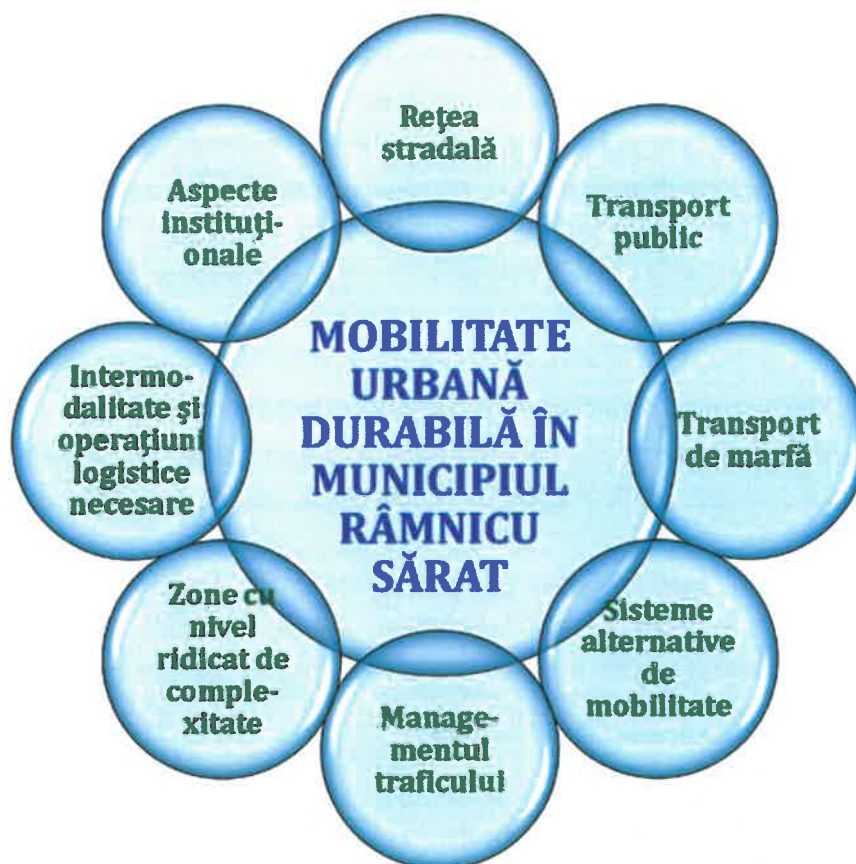 Rețea
stradală
Transport
public
Transport
de marfă
Sisteme
alternative
de
mobilitate
Manage-
mentul
traficului
Zone cu
nivel
ridicat de
comple-
xitate
Intermo-
dalitate și
operațiuni
logistice
necesare
Aspecte
instituți-
onale
MOBILITATE
URBANĂ
DURABILĂ ÎN
MUNICIPIUL
RÂMNICU
SĂRAT